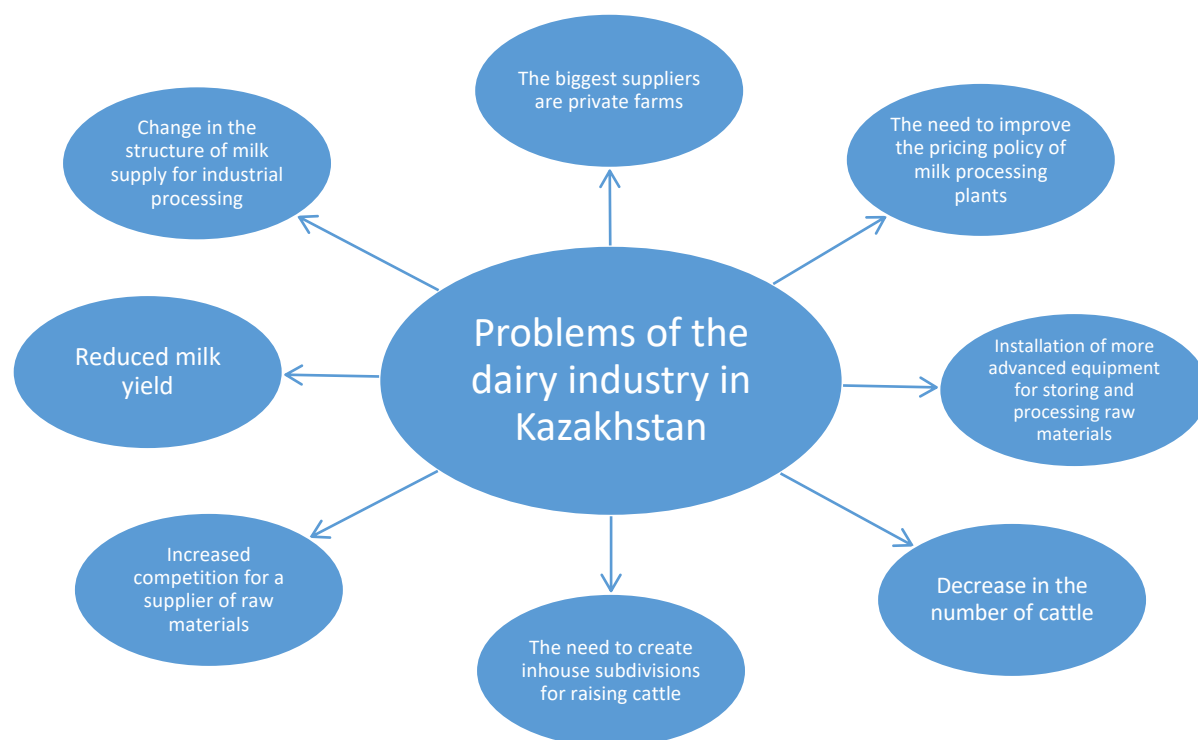 The biggest suppliers
are private farms
Change in the
structure of milk
supply for industrial
processing
The need to improve
the pricing policy of
milk processing
plants
Problems of the
dairy industry in
Kazakhstan
Reduced milk
yield
Installation of more
advanced equipment
for storing and
processing raw
materials
Increased
competition for a
supplier of raw
materials
Decrease in the
number of cattle
The need to create
inhouse subdivisions
for raising cattle